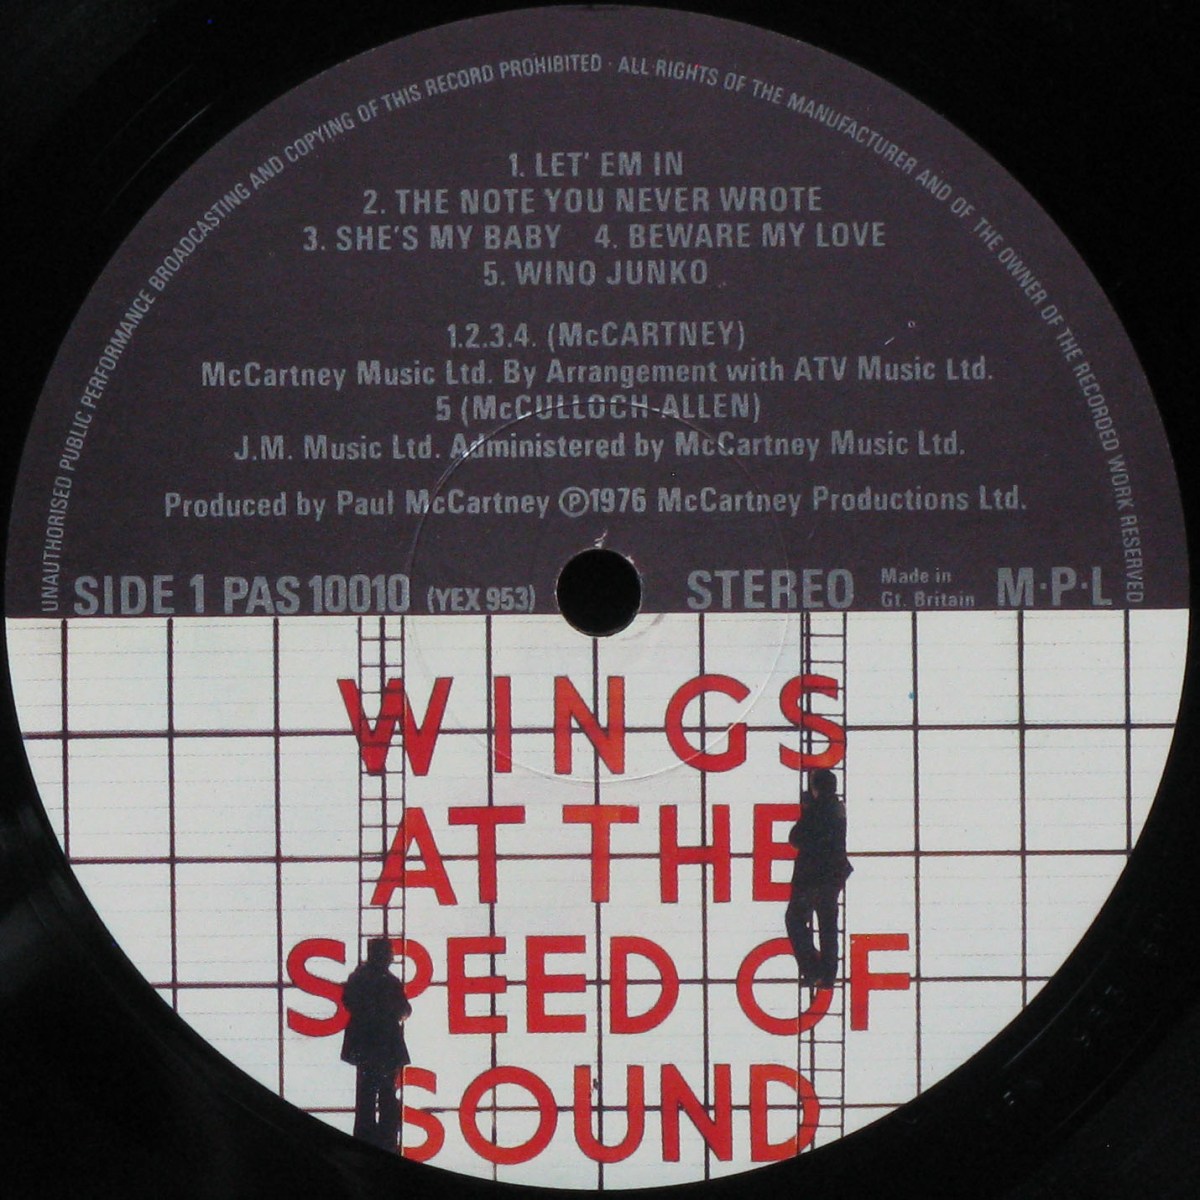 UNAUTHORISED PUBLIC PERFORMANCE BROADCASTING AND COPYING OF THIS RECORD PROHIBITED · ALL RIGHTS OF THE MANUFACTURER AND OF THE OWNER OF THE RECORDED WORK RESERVED
1. LET' EM IN
2. THE NOTE YOU NEVER WROTE
3. SHE'S MY BABY 4. BEWARE MY LOVE
5. WINO JUNKO
1.2.3.4. (McCARTNEY)
McCartney Music Ltd. By Arrangement with ATV Music Ltd.
5 (McCULLOCH-ALLEN)
J.M. Music Ltd. Administered by McCartney Music Ltd.
Produced by Paul McCartney ℗1976 McCartney Productions Ltd.
SIDE 1 PAS 10010 (YEX 953) STEREO Made in Gt. Britain M·P·L
WINGS
AT THE
SPEED OF
SOUND